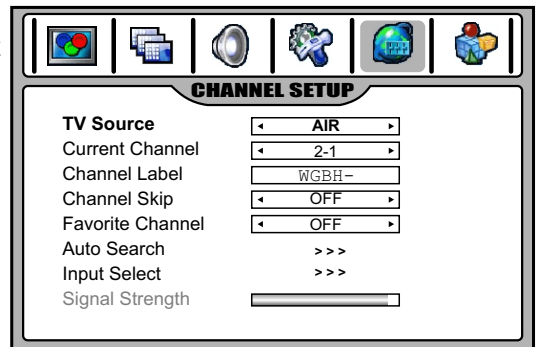 CHANNEL SETUP
TV Source AIR
Current Channel 2-1
Channel Label WGBH-
Channel Skip OFF
Favorite Channel OFF
Auto Search >>>
Input Select >>>
Signal Strength